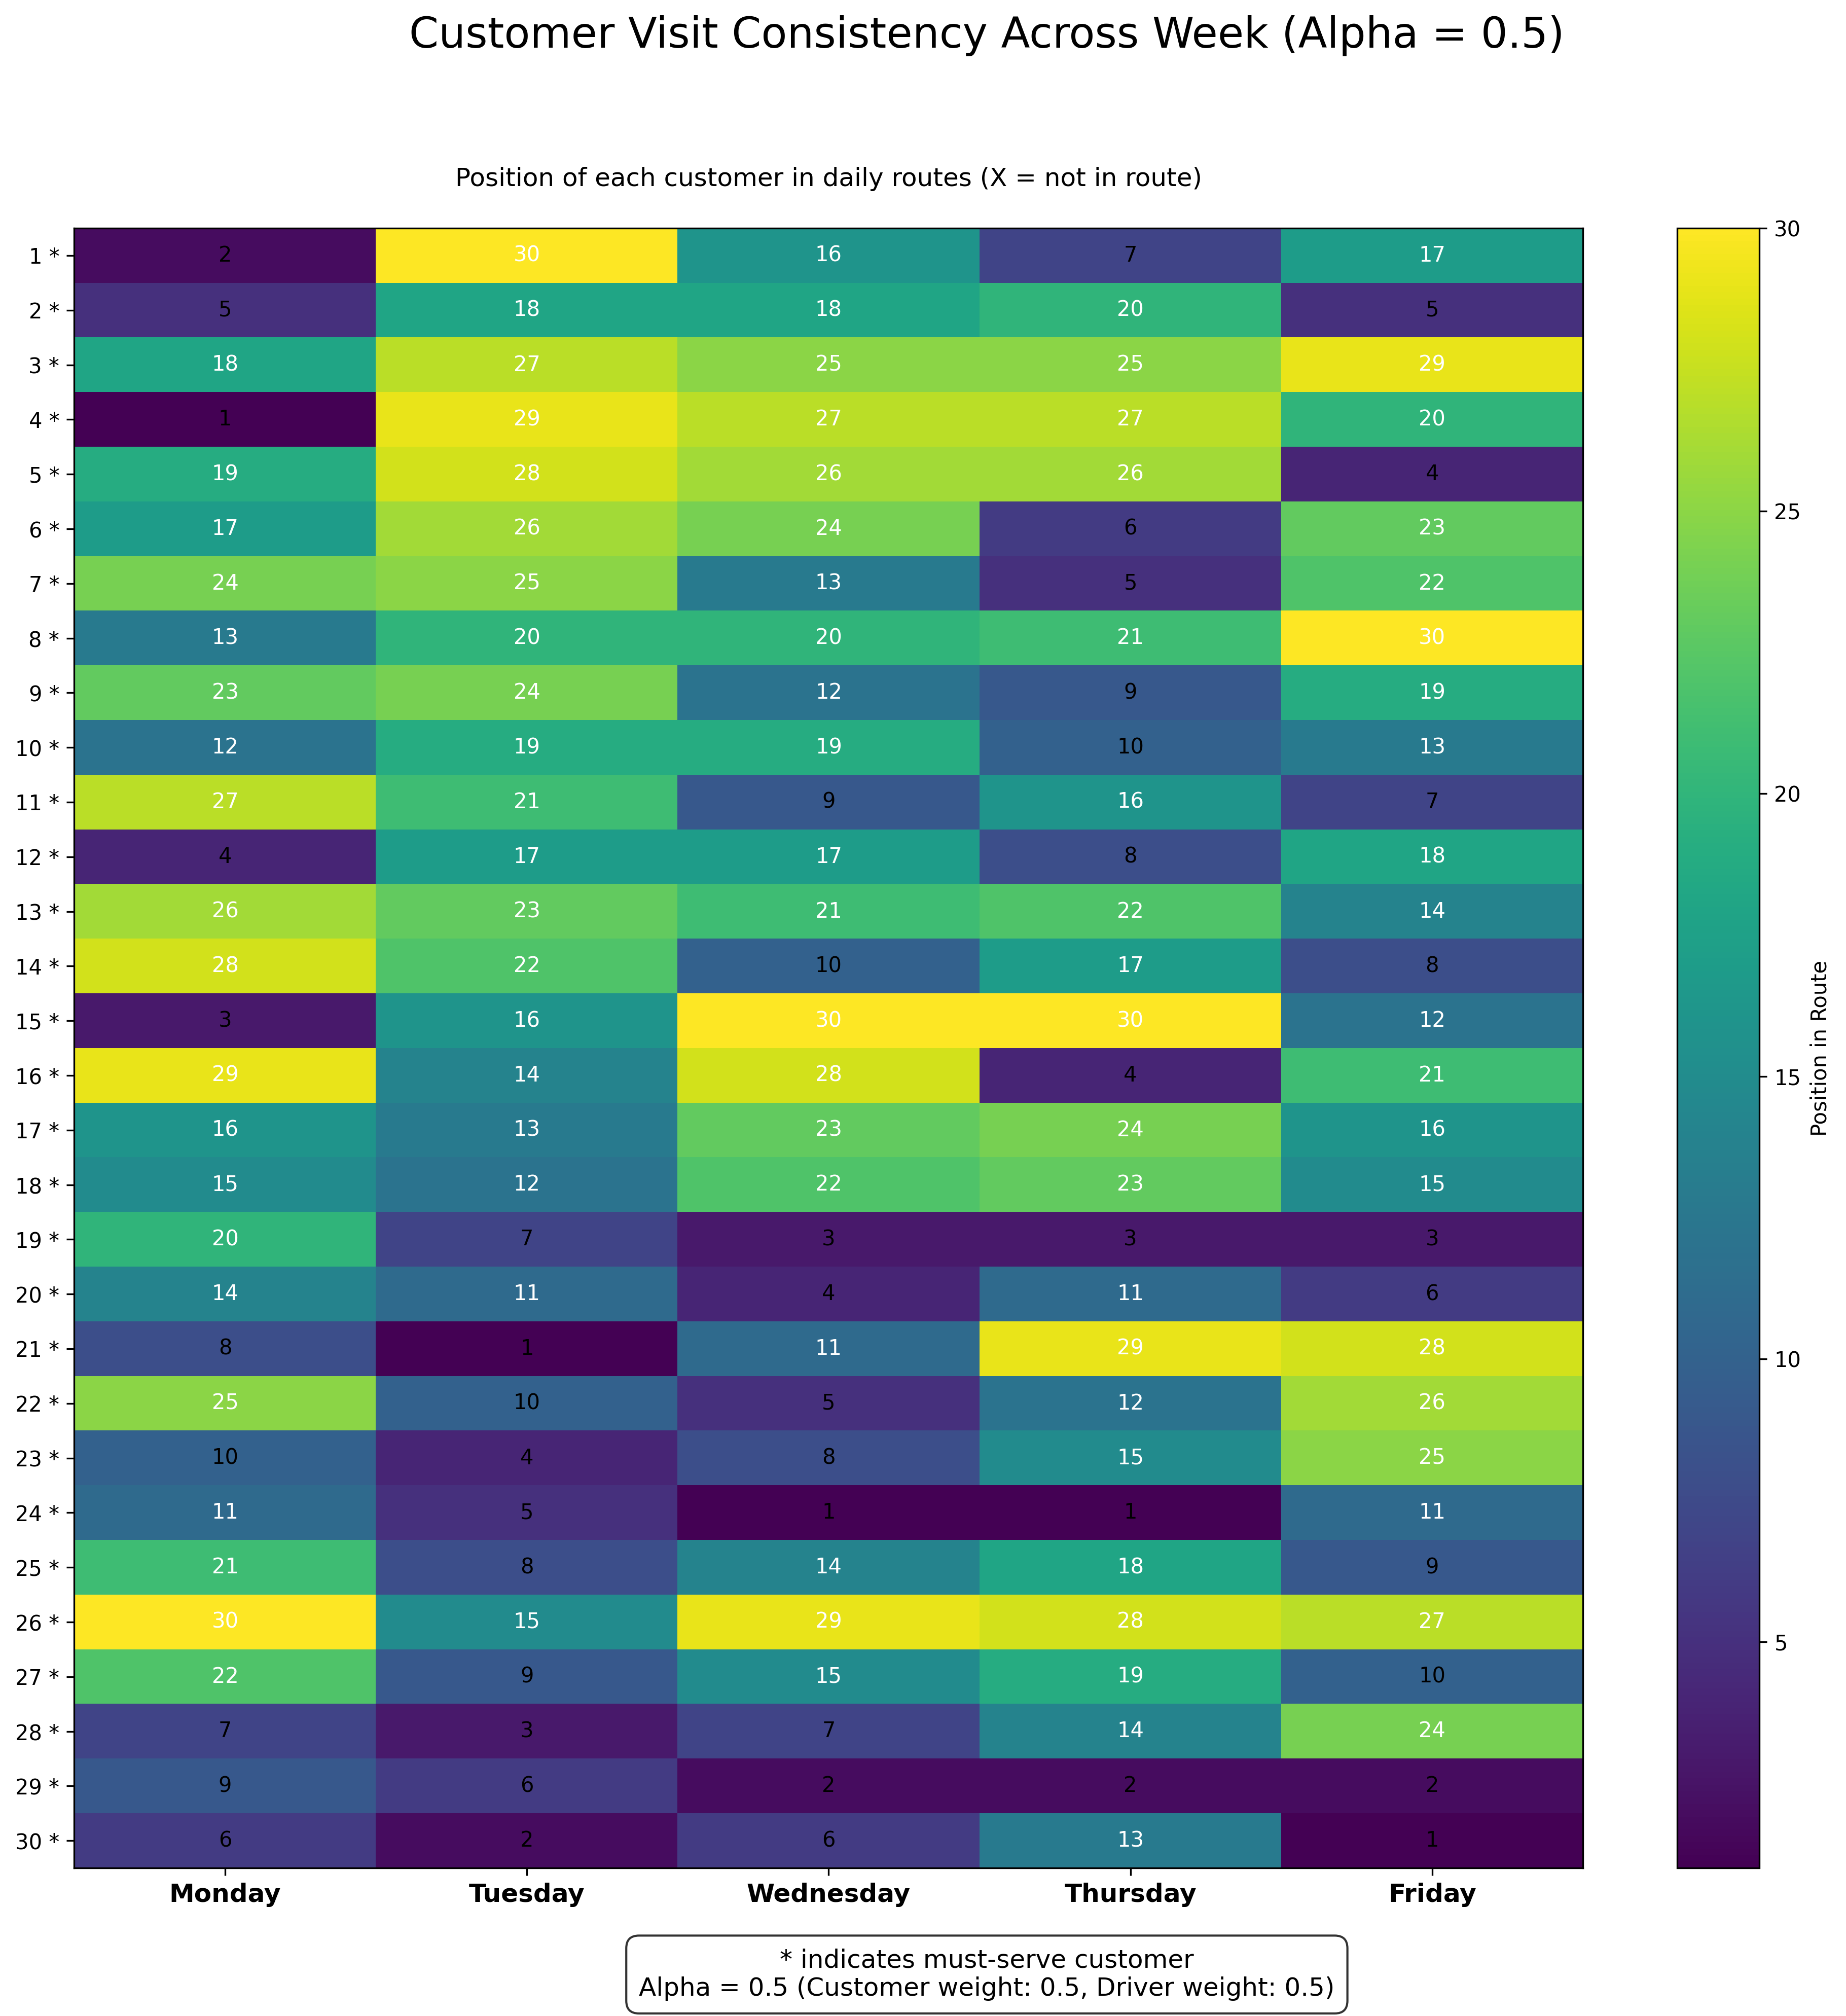 Customer Visit Consistency Across Week (Alpha = 0.5)
Position of each customer in daily routes (X = not in route)
1 * 2 30 16 7 17
2 * 5 18 18 20 5
3 * 18 27 25 25 29
4 * 1 29 27 27 20
5 * 19 28 26 26 4
6 * 17 26 24 6 23
7 * 24 25 13 5 22
8 * 13 20 20 21 30
9 * 23 24 12 9 19
10 * 12 19 19 10 13
11 * 27 21 9 16 7
12 * 4 17 17 8 18
13 * 26 23 21 22 14
14 * 28 22 10 17 8
15 * 3 16 30 30 12
16 * 29 14 28 4 21
17 * 16 13 23 24 16
18 * 15 12 22 23 15
19 * 20 7 3 3 3
20 * 14 11 4 11 6
21 * 8 1 11 29 28
22 * 25 10 5 12 26
23 * 10 4 8 15 25
24 * 11 5 1 1 11
25 * 21 8 14 18 9
26 * 30 15 29 28 27
27 * 22 9 15 19 10
28 * 7 3 7 14 24
29 * 9 6 2 2 2
30 * 6 2 6 13 1
Monday Tuesday Wednesday Thursday Friday
30
25
20
15
10
5
Position in Route
* indicates must-serve customer
Alpha = 0.5 (Customer weight: 0.5, Driver weight: 0.5)